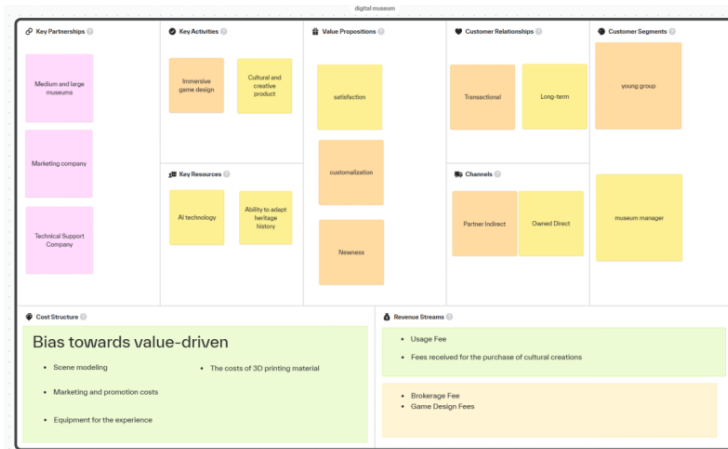 digital museum
Key Partnerships
Medium and large
museums
Marketing company
Technical Support
Company
Key Activities
Immersive
game design
Cultural and
creative
product
Key Resources
AI technology
Ability to adapt
heritage
history
Value Propositions
satisfaction
customalization
Newness
Customer Relationships
Transactional
Long-term
Channels
Partner Indirect
Owned Direct
Customer Segments
young group
museum manager
Cost Structure
Bias towards value-driven
• Scene modeling
• The costs of 3D printing material
• Marketing and promotion costs
• Equipment for the experience
Revenue Streams
• Usage Fee
• Fees received for the purchase of cultural creations
• Brokerage Fee
• Game Design Fees